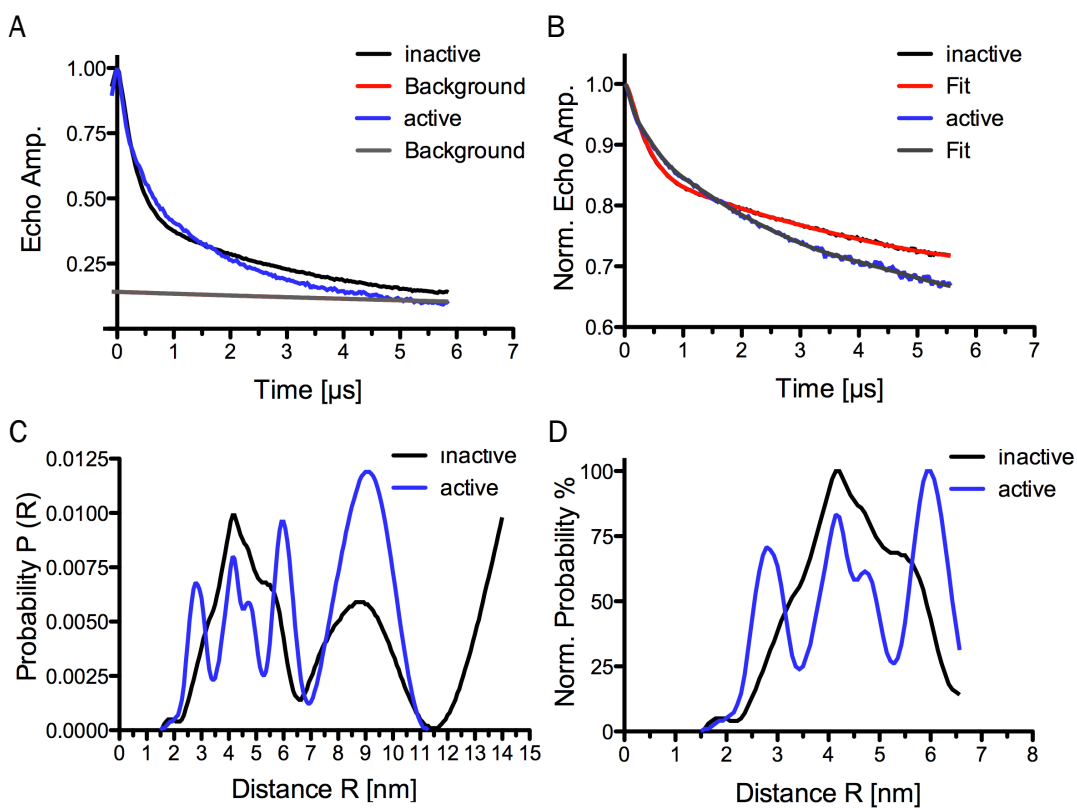 A
inactive
Background
active
Background
Echo Amp.
1.00
0.75
0.50
0.25
0 1 2 3 4 5 6 7
Time [µs]
B
inactive
Fit
active
Fit
Norm. Echo Amp.
1.0
0.9
0.8
0.7
0.6
0 1 2 3 4 5 6 7
Time [µs]
C
inactive
active
Probability P (R)
0.0125
0.0100
0.0075
0.0050
0.0025
0.0000
0 1 2 3 4 5 6 7 8 9 10 11 12 13 14 15
Distance R [nm]
D
inactive
active
Norm. Probability %
100
75
50
25
0
0 1 2 3 4 5 6 7 8
Distance R [nm]